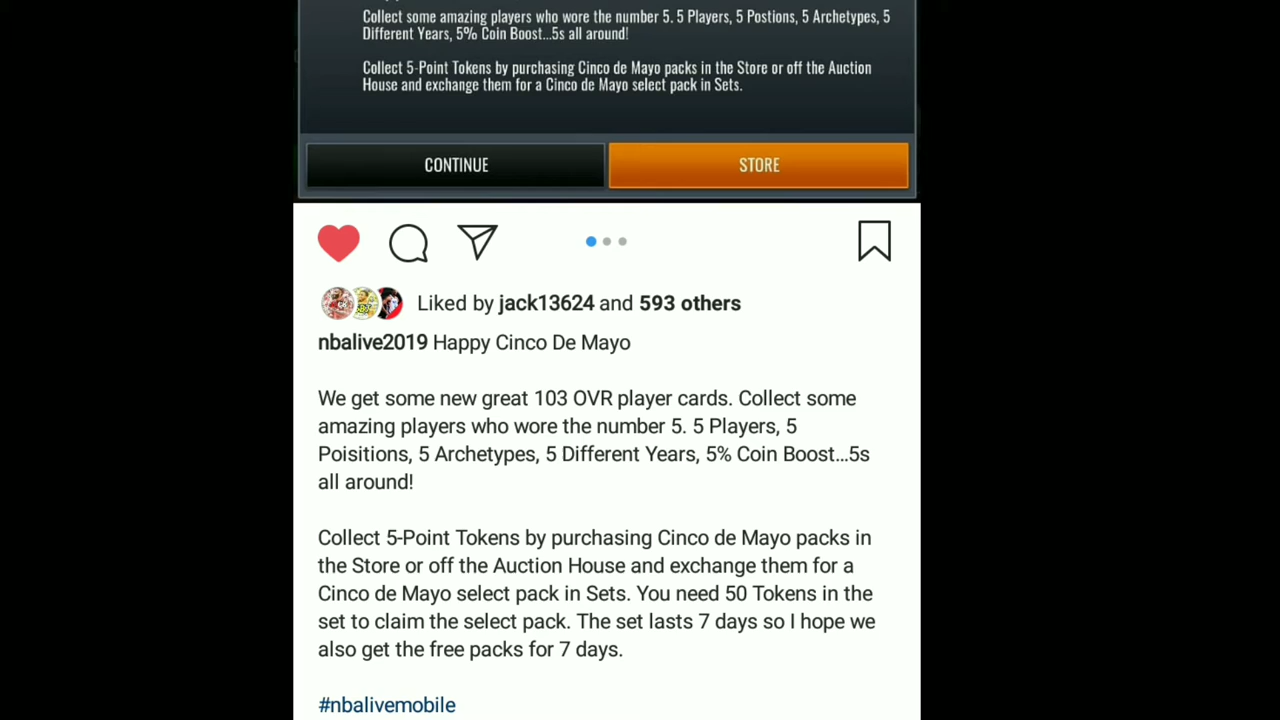 Collect some amazing players who wore the number 5. 5 Players, 5 Postions, 5 Archetypes, 5
Different Years, 5% Coin Boost...5s all around!
Collect 5-Point Tokens by purchasing Cinco de Mayo packs in the Store or off the Auction
House and exchange them for a Cinco de Mayo select pack in Sets.
CONTINUE
STORE
Liked by jack13624 and 593 others
nbalive2019 Happy Cinco De Mayo
We get some new great 103 OVR player cards. Collect some
amazing players who wore the number 5. 5 Players, 5
Poisitions, 5 Archetypes, 5 Different Years, 5% Coin Boost...5s
all around!
Collect 5-Point Tokens by purchasing Cinco de Mayo packs in
the Store or off the Auction House and exchange them for a
Cinco de Mayo select pack in Sets. You need 50 Tokens in the
set to claim the select pack. The set lasts 7 days so I hope we
also get the free packs for 7 days.
#nbalivemobile